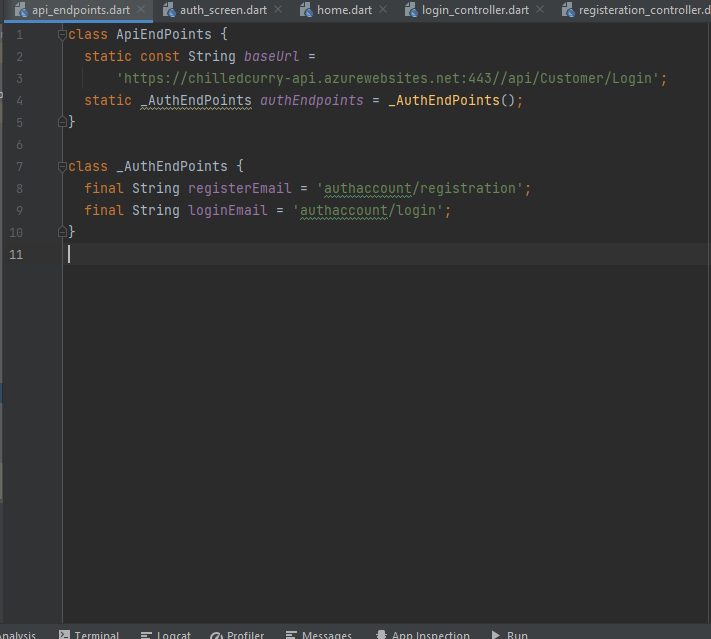 api_endpoints.dart auth_screen.dart home.dart login_controller.dart registeration_controller.d
1 class ApiEndPoints {
2 static const String baseUrl =
3 'https://chilledcurry-api.azurewebsites.net:443//api/Customer/Login';
4 static _AuthEndPoints authEndpoints = _AuthEndPoints();
5 }
6
7 class _AuthEndPoints {
8 final String registerEmail = 'authaccount/registration';
9 final String loginEmail = 'authaccount/login';
10 }
11
nalysis Terminal Logcat Profiler Messages App Inspection Run